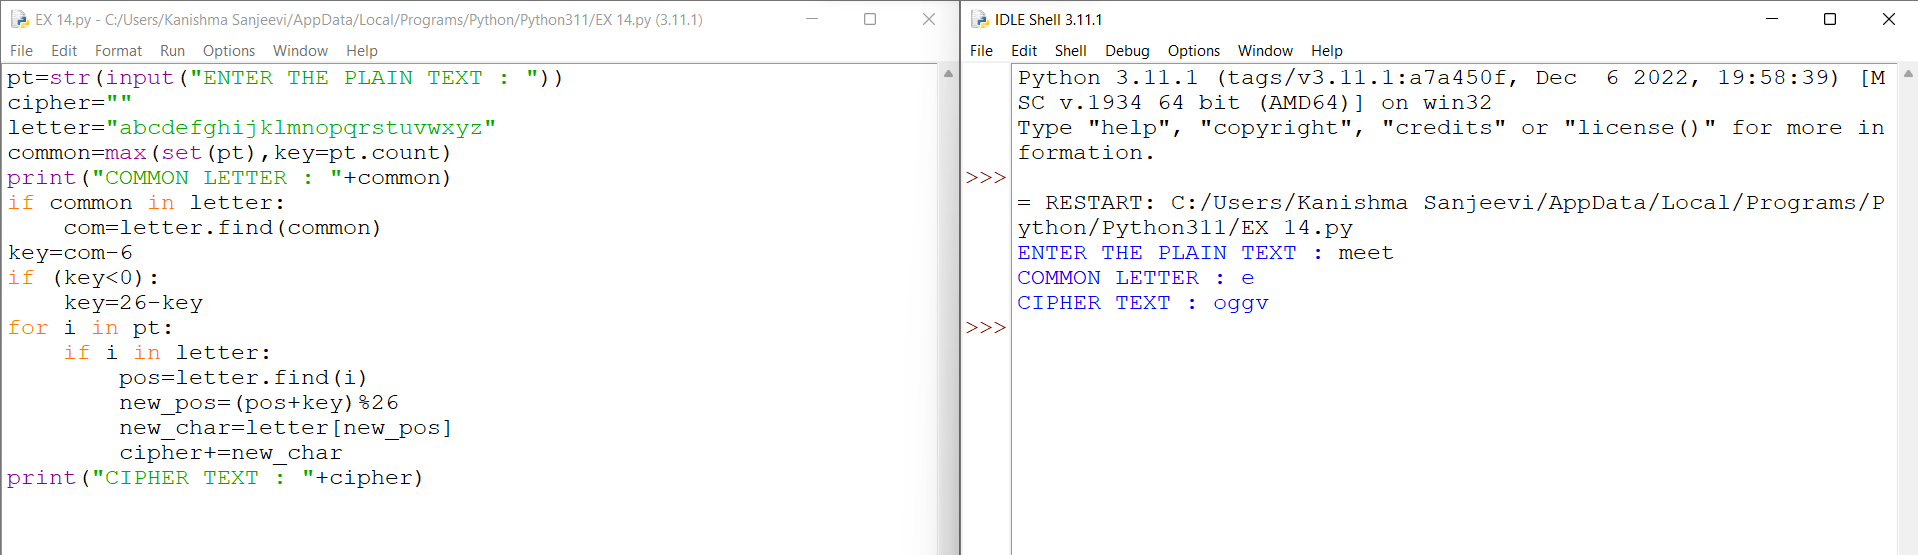 EX 14.py - C:/Users/Kanishma Sanjeevi/AppData/Local/Programs/Python/Python311/EX 14.py (3.11.1)
File Edit Format Run Options Window Help
pt=str(input("ENTER THE PLAIN TEXT : "))
cipher=""
letter="abcdefghijklmnopqrstuvwxyz"
common=max(set(pt),key=pt.count)
print("COMMON LETTER : "+common)
if common in letter:
    com=letter.find(common)
key=com-6
if (key<0):
    key=26-key
for i in pt:
    if i in letter:
        pos=letter.find(i)
        new_pos=(pos+key)%26
        new_char=letter[new_pos]
        cipher+=new_char
print("CIPHER TEXT : "+cipher)
IDLE Shell 3.11.1
File Edit Shell Debug Options Window Help
Python 3.11.1 (tags/v3.11.1:a7a450f, Dec  6 2022, 19:58:39) [M
SC v.1934 64 bit (AMD64)] on win32
Type "help", "copyright", "credits" or "license()" for more in
formation.
>>>
= RESTART: C:/Users/Kanishma Sanjeevi/AppData/Local/Programs/P
ython/Python311/EX 14.py
ENTER THE PLAIN TEXT : meet
COMMON LETTER : e
CIPHER TEXT : oggv
>>>